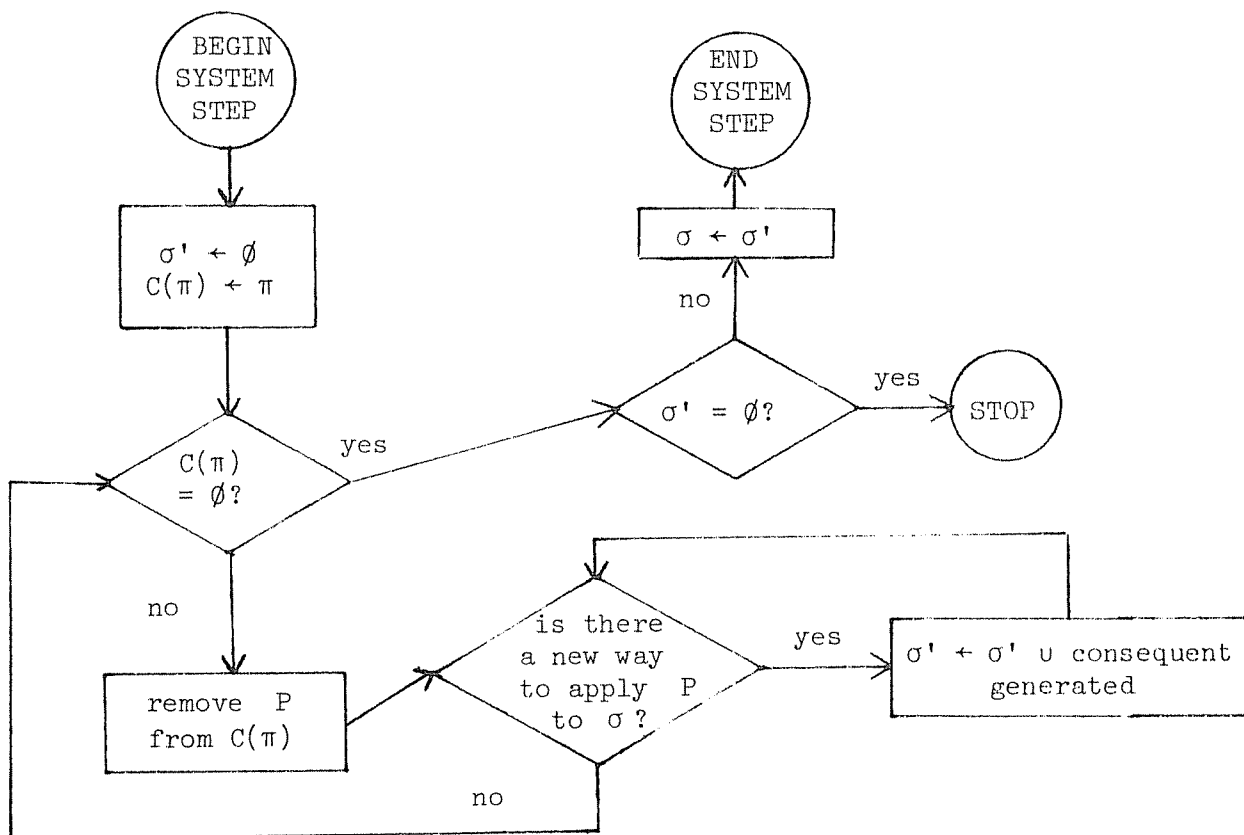 BEGIN
SYSTEM
STEP
END
SYSTEM
STEP
σ' ← ∅
C(π) ← π
σ ← σ'
no
σ' = ∅?
yes
STOP
C(π)
= ∅?
yes
no
remove P
from C(π)
is there
a new way
to apply P
to σ?
yes
σ' ← σ' ∪ consequent
generated
no